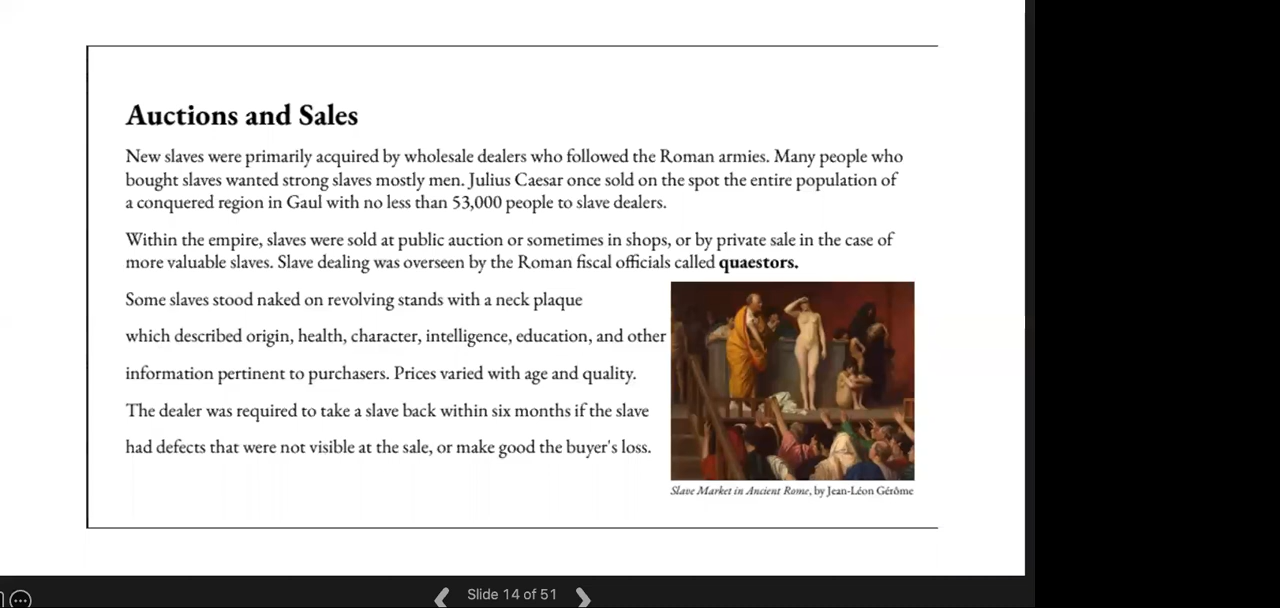 Auctions and Sales
New slaves were primarily acquired by wholesale dealers who followed the Roman armies. Many people who
bought slaves wanted strong slaves mostly men. Julius Caesar once sold on the spot the entire population of
a conquered region in Gaul with no less than 53,000 people to slave dealers.
Within the empire, slaves were sold at public auction or sometimes in shops, or by private sale in the case of
more valuable slaves. Slave dealing was overseen by the Roman fiscal officials called quaestors.
Some slaves stood naked on revolving stands with a neck plaque
which described origin, health, character, intelligence, education, and other
information pertinent to purchasers. Prices varied with age and quality.
The dealer was required to take a slave back within six months if the slave
had defects that were not visible at the sale, or make good the buyer's loss.
Slave Market in Ancient Rome, by Jean-Léon Gérôme
Slide 14 of 51